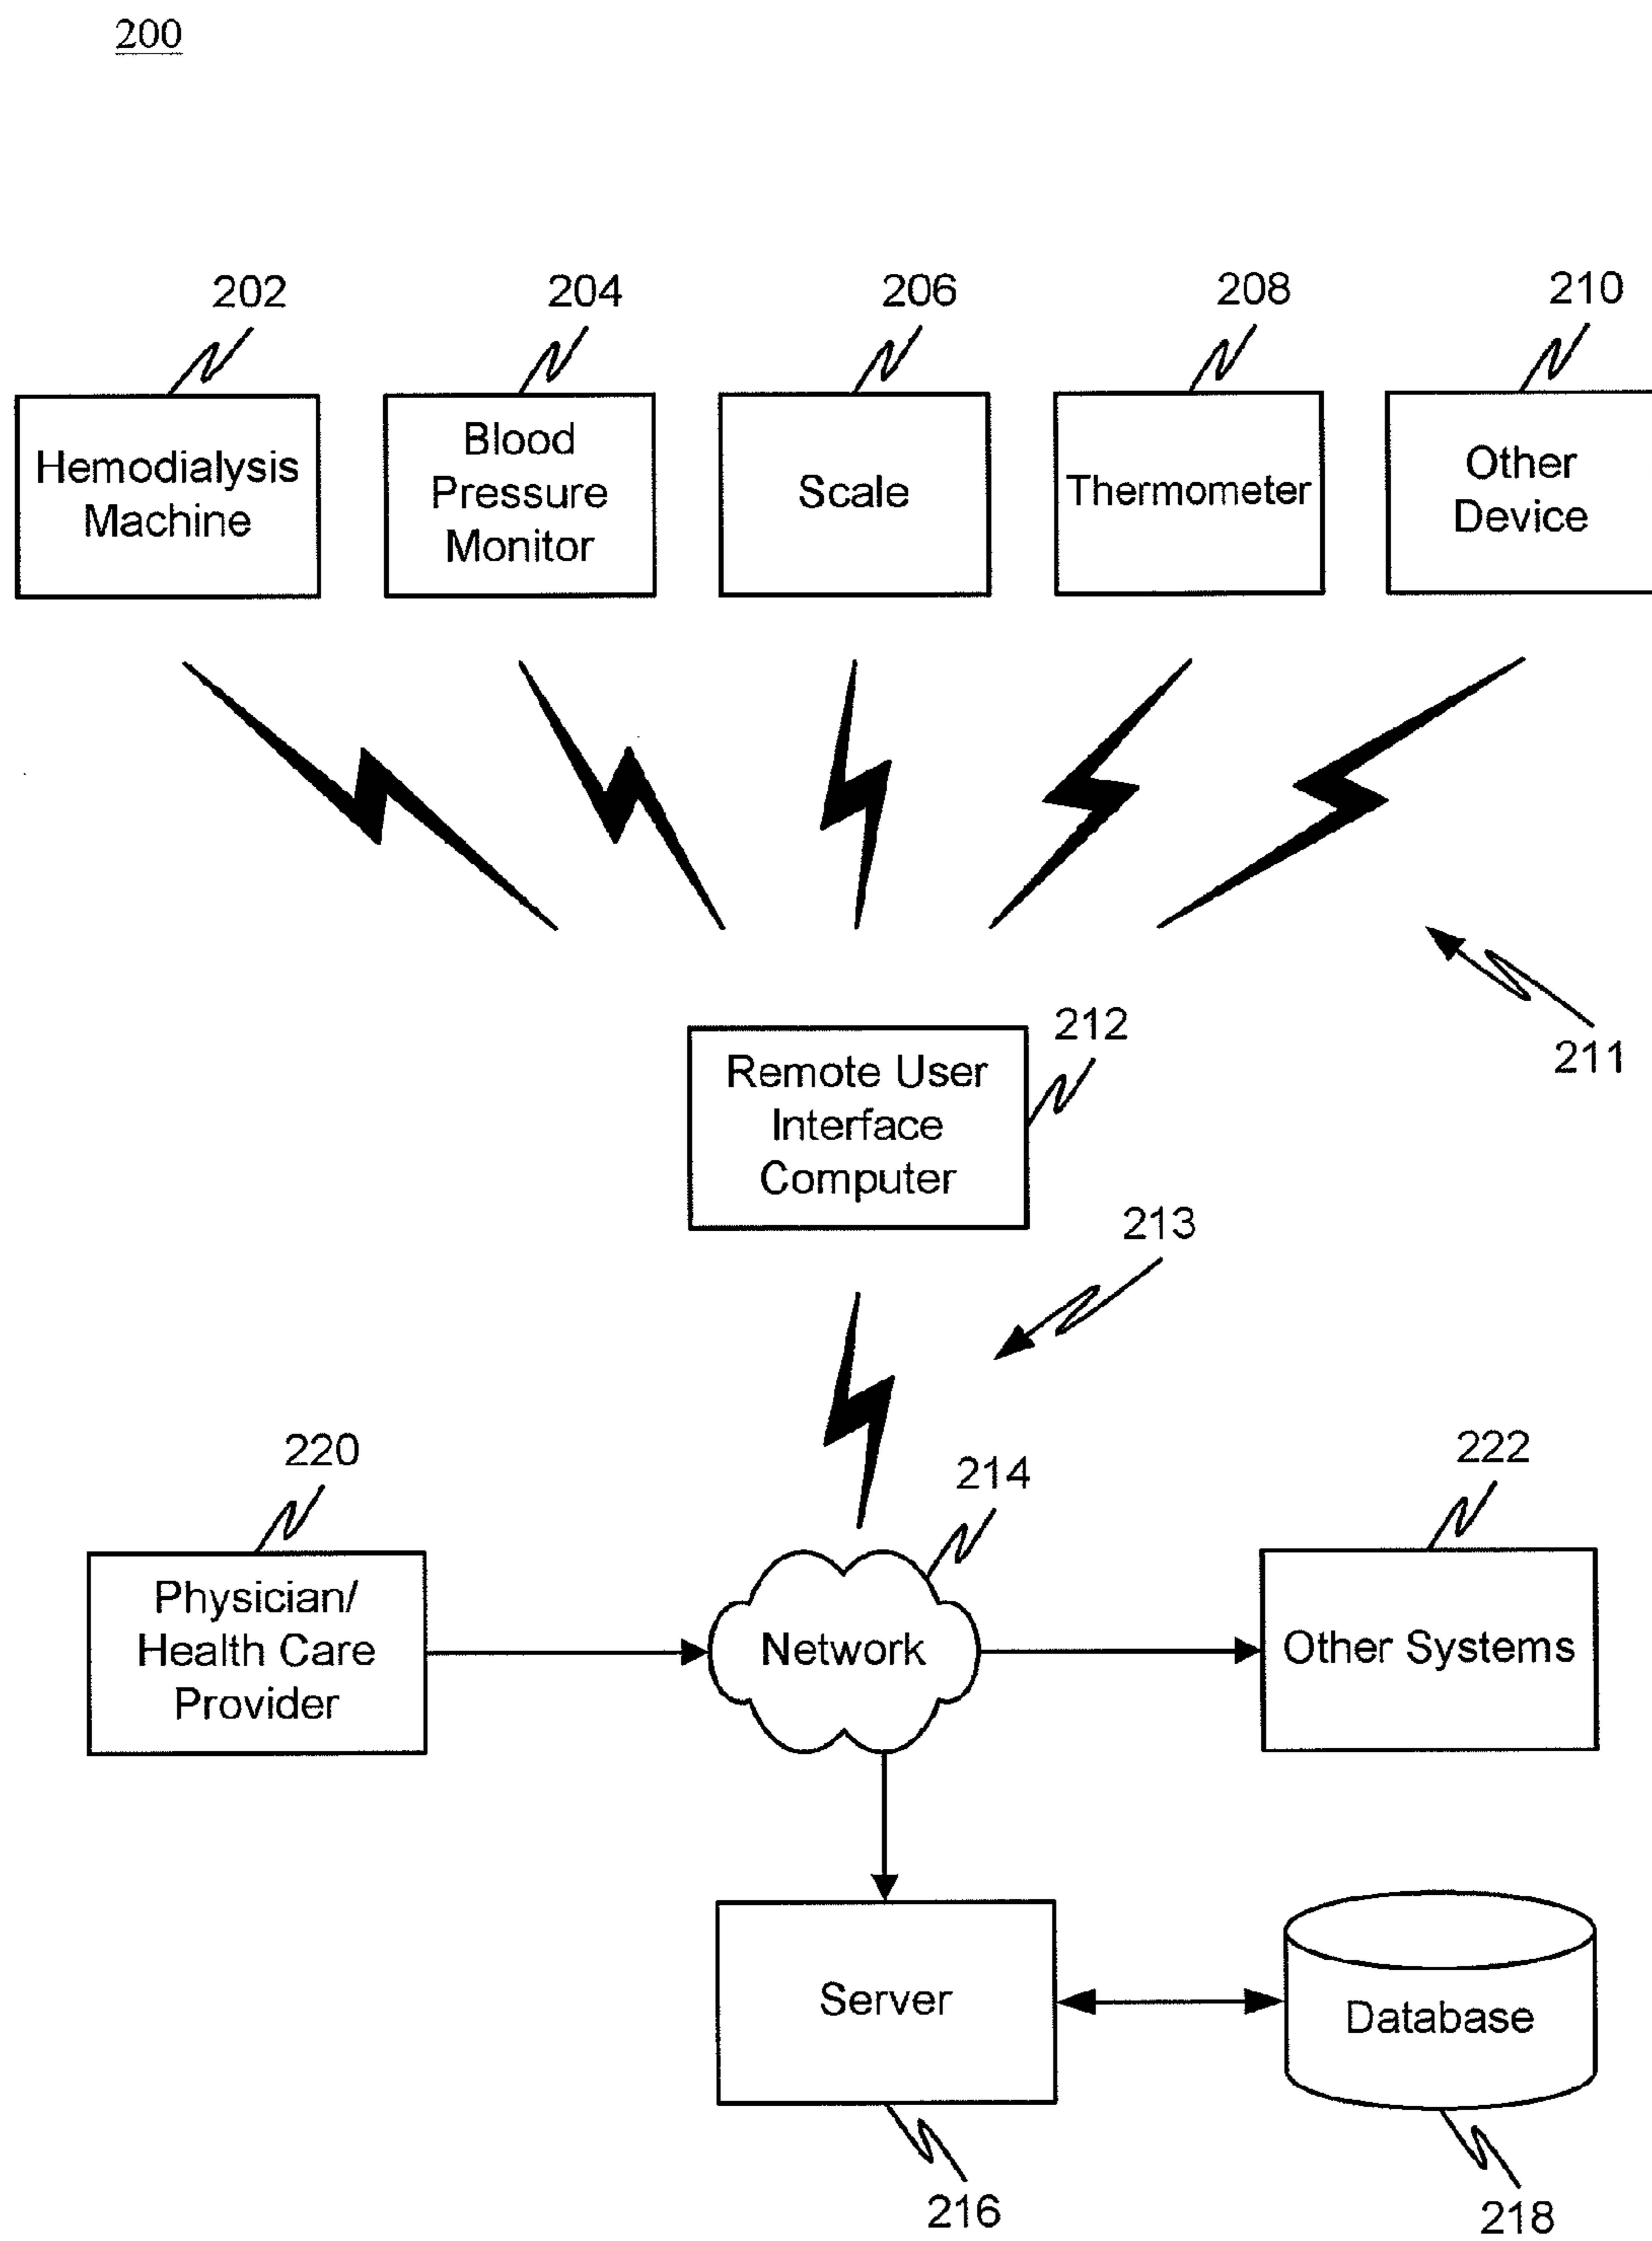 200
202
204
206
208
210
Hemodialysis
Machine
Blood
Pressure
Monitor
Scale
Thermometer
Other
Device
211
212
Remote User
Interface
Computer
213
220
214
222
Physician/
Health Care
Provider
Network
Other Systems
Server
Database
216
218